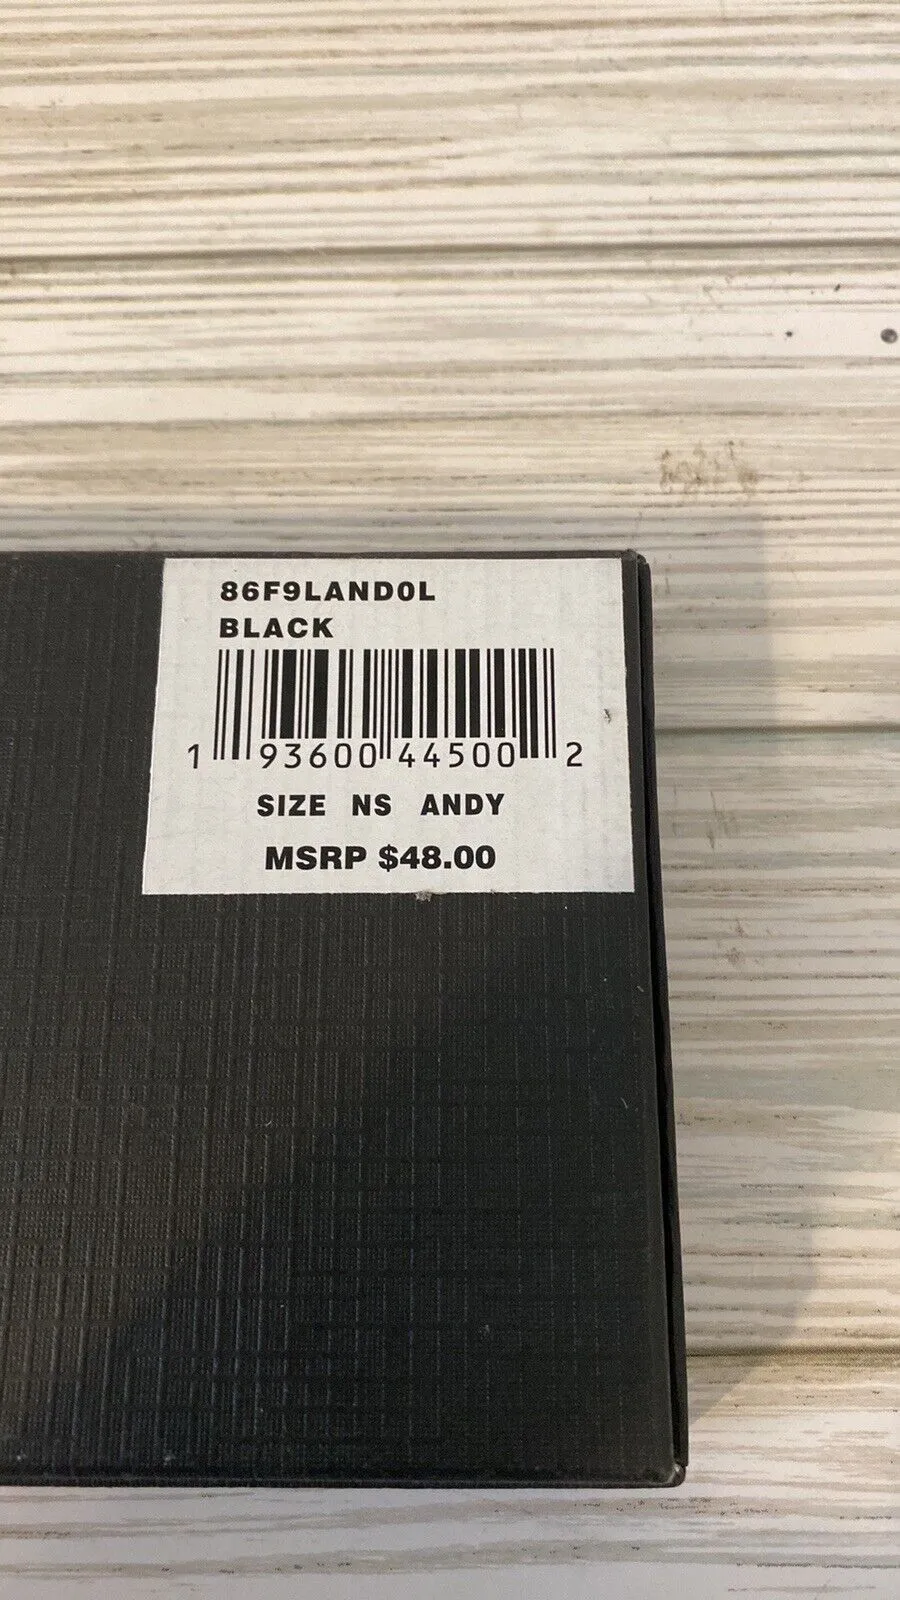 86F9LAND0L
BLACK
1 93600 44500 2
SIZE NS ANDY
MSRP $48.00